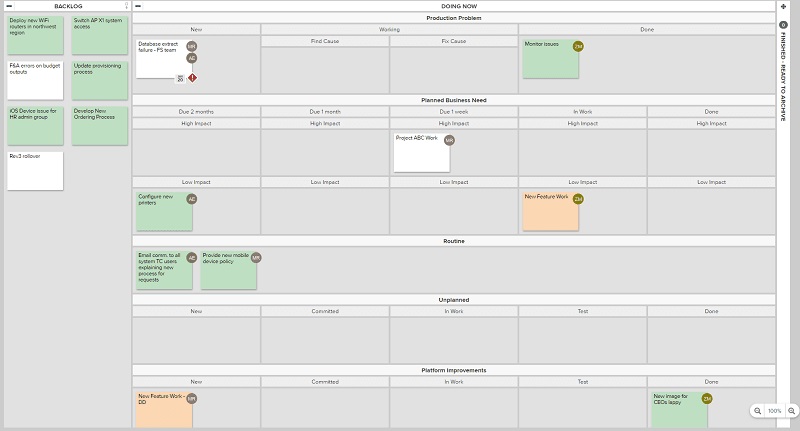 BACKLOG
DOING NOW
Deploy new WiFi
routers in northwest
region
Switch AP X1 system
access
F&A errors on budget
outputs
Update provisioning
process
iOS Device issue for
HR admin group
Develop New
Ordering Process
Rev.3 rollover
Production Problem
New
Working
Done
Find Cause
Fix Cause
Database extract
failure - FS team
MR
AE
Monitor issues
ZM
Planned Business Need
Due 2 months
Due 1 month
Due 1 week
In Work
Done
High Impact
High Impact
High Impact
High Impact
High Impact
Project ABC Work
MR
Low Impact
Low Impact
Low Impact
Low Impact
Low Impact
Configure new
printers
AE
New Feature Work
ZM
Routine
Email comm. to all
system TC users
explaining new
process for
requests
AE
Provide new mobile
device policy
MR
Unplanned
New
Committed
In Work
Test
Done
Platform Improvements
New
Committed
In Work
Test
Done
New Feature Work -
DD
MR
New image for
CEOs lappy
ZM
0
FINISHED - READY TO ARCHIVE
100%